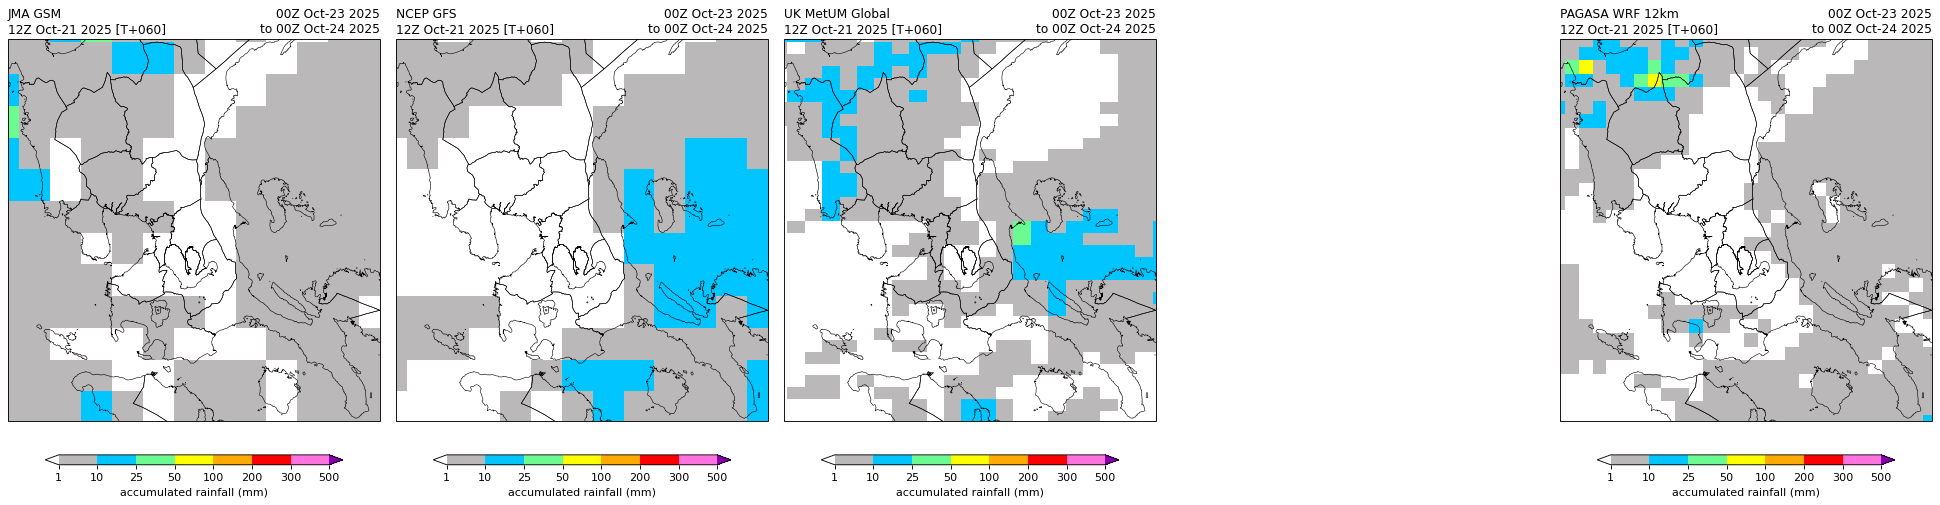 JMA GSM 00Z Oct-23 2025
12Z Oct-21 2025 [T+060] to 00Z Oct-24 2025
1 10 25 50 100 200 300 500
accumulated rainfall (mm)
NCEP GFS 00Z Oct-23 2025
12Z Oct-21 2025 [T+060] to 00Z Oct-24 2025
1 10 25 50 100 200 300 500
accumulated rainfall (mm)
UK MetUM Global 00Z Oct-23 2025
12Z Oct-21 2025 [T+060] to 00Z Oct-24 2025
1 10 25 50 100 200 300 500
accumulated rainfall (mm)
PAGASA WRF 12km 00Z Oct-23 2025
12Z Oct-21 2025 [T+060] to 00Z Oct-24 2025
1 10 25 50 100 200 300 500
accumulated rainfall (mm)